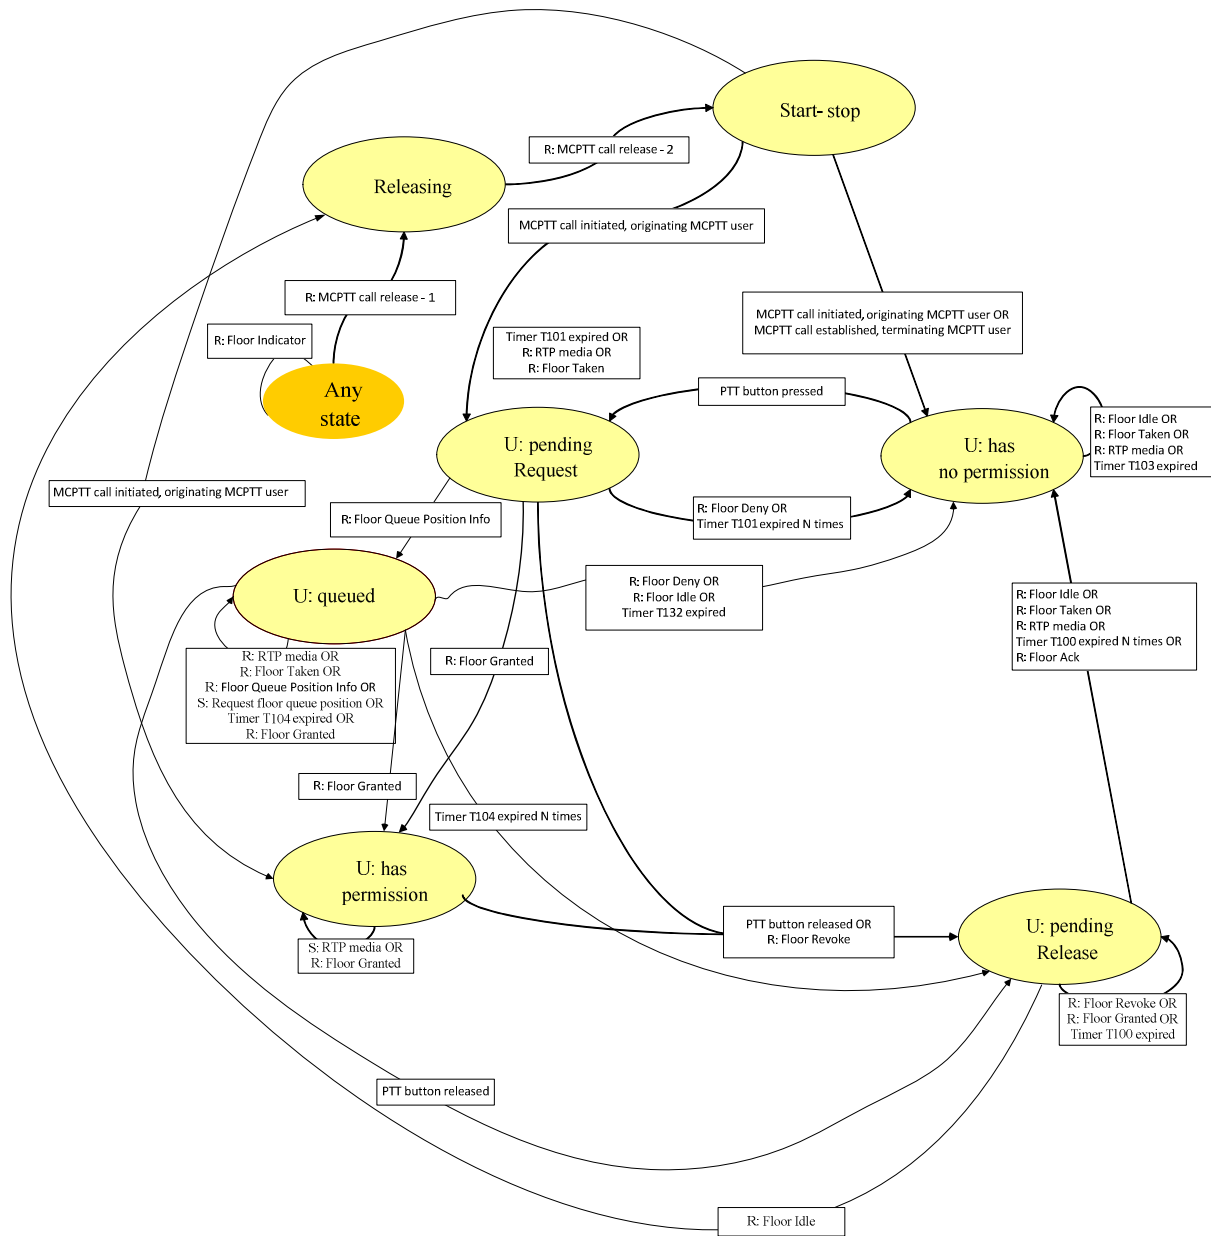 Start-stop
R: MCPTT call release - 2
Releasing
MCPTT call initiated, originating MCPTT user
R: MCPTT call release - 1
MCPTT call initiated, originating MCPTT user OR
MCPTT call established, terminating MCPTT user
R: Floor Indicator
Timer T101 expired OR
R: RTP media OR
R: Floor Taken
Any
state
PTT button pressed
U: pending
Request
U: has
no permission
R: Floor Idle OR
R: Floor Taken OR
R: RTP media OR
Timer T103 expired
MCPTT call initiated, originating MCPTT user
R: Floor Queue Position Info
R: Floor Deny OR
Timer T101 expired N times
U: queued
R: Floor Deny OR
R: Floor Idle OR
Timer T132 expired
R: Floor Idle OR
R: Floor Taken OR
R: RTP media OR
Timer T100 expired N times OR
R: Floor Ack
R: RTP media OR
R: Floor Taken OR
R: Floor Queue Position Info OR
S: Request floor queue position OR
Timer T104 expired OR
R: Floor Granted
R: Floor Granted
R: Floor Granted
Timer T104 expired N times
U: has
permission
PTT button released OR
R: Floor Revoke
U: pending
Release
S: RTP media OR
R: Floor Granted
R: Floor Revoke OR
R: Floor Granted OR
Timer T100 expired
PTT button released
R: Floor Idle